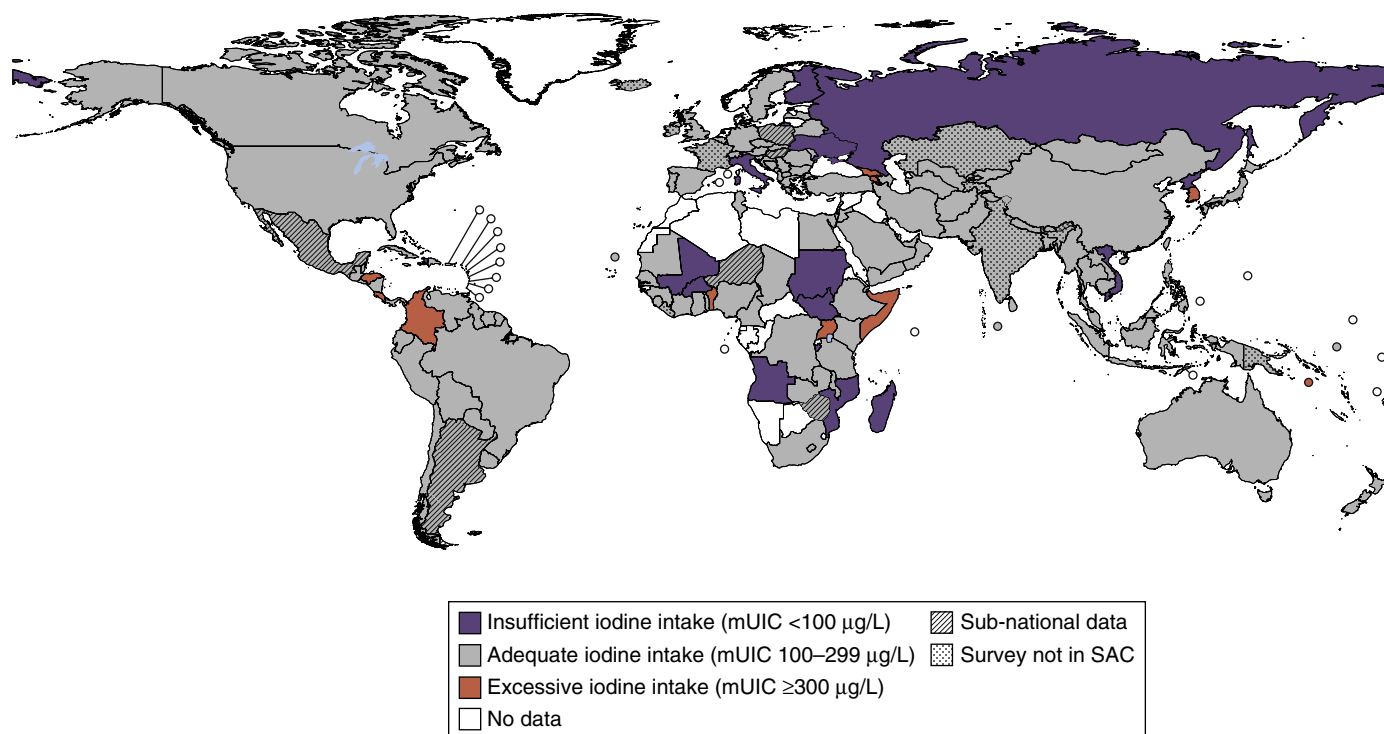 Insufficient iodine intake (mUIC <100 µg/L)
Adequate iodine intake (mUIC 100–299 µg/L)
Excessive iodine intake (mUIC ≥300 µg/L)
No data
Sub-national data
Survey not in SAC